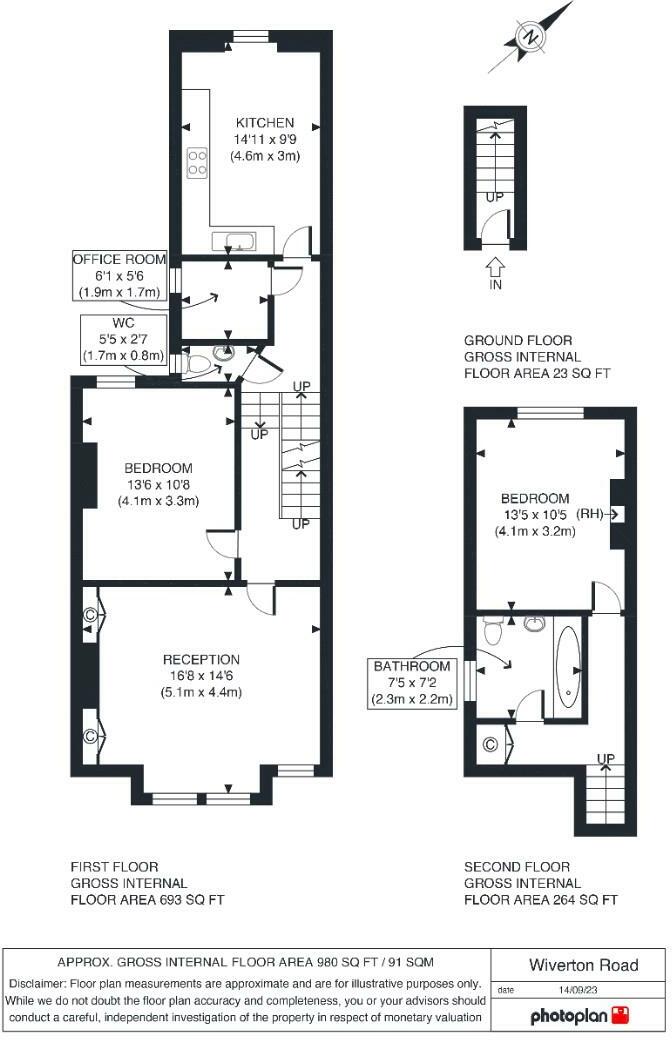 N
KITCHEN
14'11 x 9'9
(4.6m x 3m)
UP
IN
OFFICE ROOM
6'1 x 5'6
(1.9m x 1.7m)
WC
5'5 x 2'7
(1.7m x 0.8m)
GROUND FLOOR
GROSS INTERNAL
FLOOR AREA 23 SQ FT
UP
UP
BEDROOM
13'6 x 10'8
(4.1m x 3.3m)
UP
BEDROOM
13'5 x 10'5 (RH)
(4.1m x 3.2m)
C
RECEPTION
16'8 x 14'6
(5.1m x 4.4m)
C
BATHROOM
7'5 x 7'2
(2.3m x 2.2m)
C
UP
FIRST FLOOR
GROSS INTERNAL
FLOOR AREA 693 SQ FT
SECOND FLOOR
GROSS INTERNAL
FLOOR AREA 264 SQ FT
APPROX. GROSS INTERNAL FLOOR AREA 980 SQ FT / 91 SQM
Disclaimer: Floor plan measurements are approximate and are for illustrative purposes only.
While we do not doubt the floor plan accuracy and completeness, you or your advisors should
conduct a careful, independent investigation of the property in respect of monetary valuation
Wiverton Road
date 14/09/23
photoplan